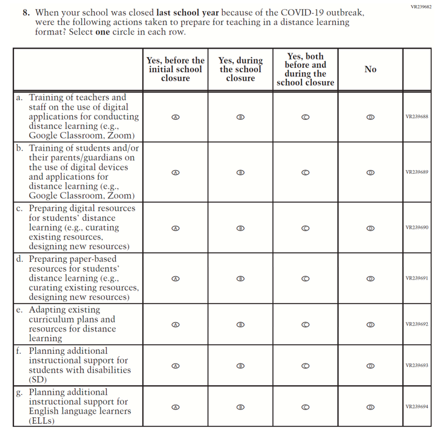 VR239682
8. When your school was closed last school year because of the COVID-19 outbreak,
were the following actions taken to prepare for teaching in a distance learning
format? Select one circle in each row.
Yes, before the
initial school
closure
Yes, during
the school
closure
Yes, both
before and
during the
school closure
No
a. Training of teachers and
staff on the use of digital
applications for conducting
distance learning (e.g.,
Google Classroom, Zoom)
A B C D VR239688
b. Training of students and/or
their parents/guardians on
the use of digital devices
and applications for
distance learning (e.g.,
Google Classroom, Zoom)
A B C D VR239689
c. Preparing digital resources
for students' distance
learning (e.g., curating
existing resources,
designing new resources)
A B C D VR239690
d. Preparing paper-based
resources for students'
distance learning (e.g.,
curating existing resources,
designing new resources)
A B C D VR239691
e. Adapting existing
curriculum plans and
resources for distance
learning
A B C D VR239692
f. Planning additional
instructional support for
students with disabilities
(SD)
A B C D VR239693
g. Planning additional
instructional support for
English language learners
(ELLs)
A B C D VR239694